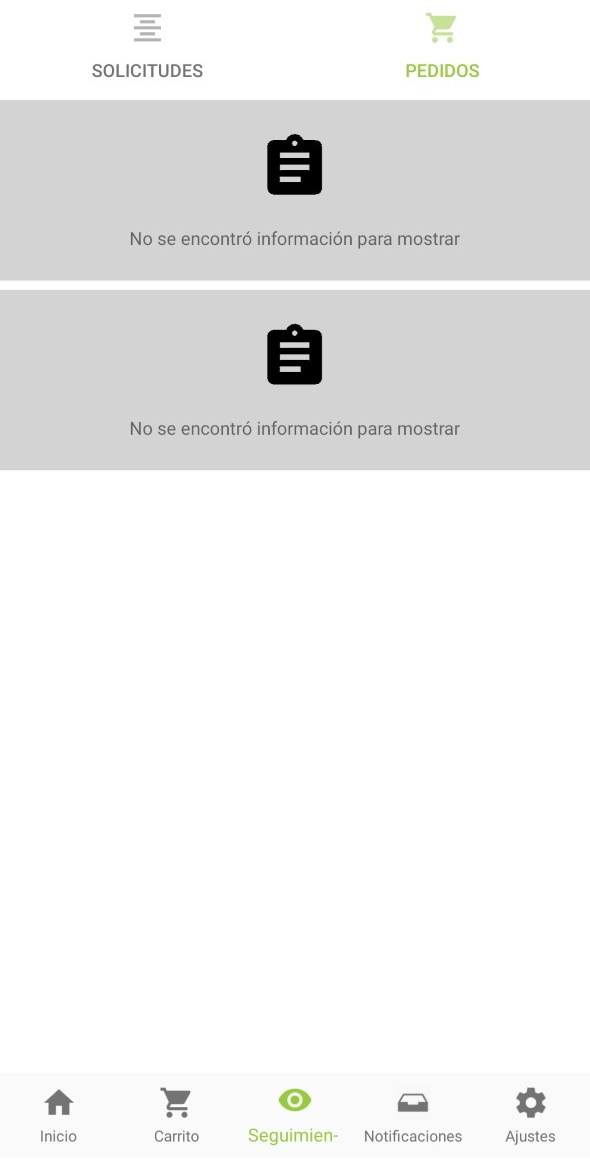 SOLICITUDES
PEDIDOS
No se encontró información para mostrar
No se encontró información para mostrar
Inicio
Carrito
Seguimien-
Notificaciones
Ajustes